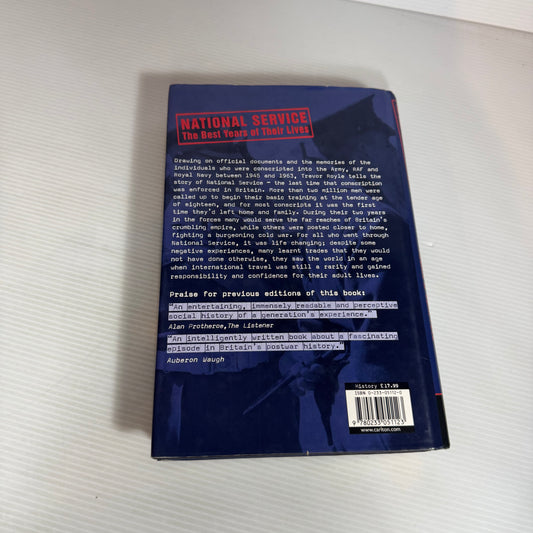 NATIONAL SERVICE
The Best Years of Their Lives
Drawing on official documents and the memories of the
individuals who were conscripted into the Army, RAF and
Royal Navy between 1945 and 1963, Trevor Royle tells the
story of National Service – the last time that conscription
was enforced in Britain. More than two million men were
called up to begin their basic training at the tender age
of eighteen, and for most conscripts it was the first
time they'd left home and family. During their two years
in the forces many would serve the far reaches of Britain's
crumbling empire, while others were posted closer to home,
fighting a burgeoning cold war. For all who went through
National Service, it was life changing; despite some
negative experiences, many learnt trades that they would
not have done otherwise, they saw the world in an age
when international travel was still a rarity and gained
responsibility and confidence for their adult lives.
Praise for previous editions of this book:
"An entertaining, immensely readable and perceptive
social history of a generation's experience."
Alan Protheroe, The Listener
"An intelligently written book about a fascinating
episode in Britain's postwar history."
Auberon Waugh
History £17.99
ISBN 0-233-05112-0
9 780233 051123
www.carlton.com